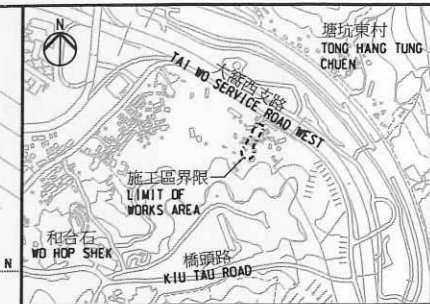 N
塘坑東村
TONG HANG TUNG
CHUEN
大窩西支路
TAI WO SERVICE ROAD WEST
施工區界限
LIMIT OF
WORKS AREA
和合石
WO HOP SHEK
N
橋頭路
KIU TAU ROAD